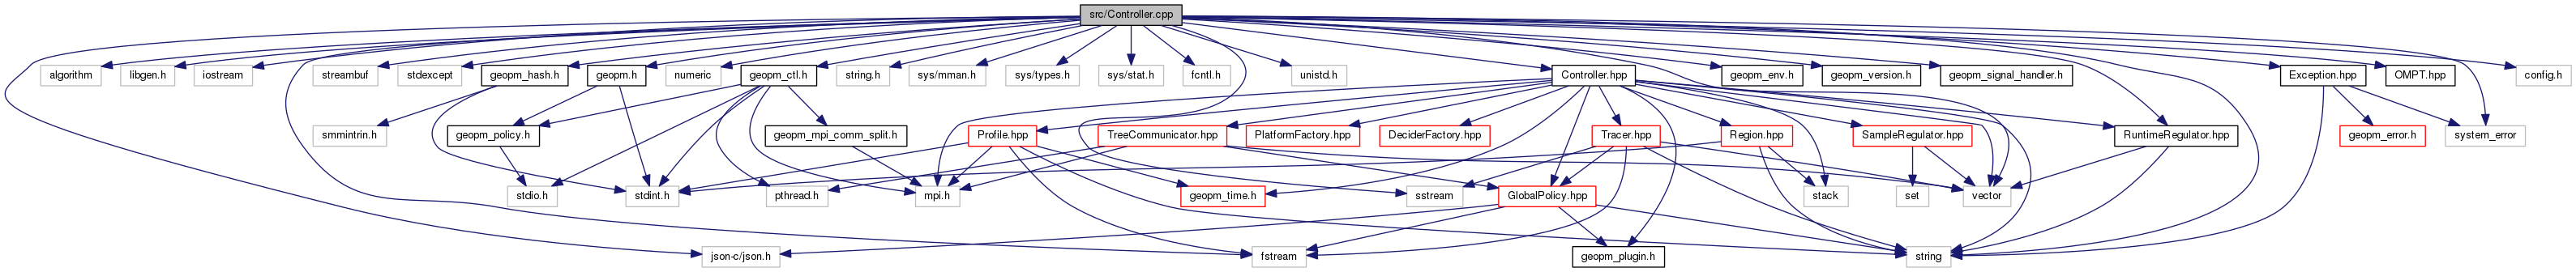 src/Controller.cpp
algorithm
libgen.h
iostream
streambuf
stdexcept
geopm_hash.h
geopm.h
numeric
geopm_ctl.h
string.h
sys/mman.h
sys/types.h
sys/stat.h
fcntl.h
unistd.h
Controller.hpp
geopm_env.h
geopm_version.h
geopm_signal_handler.h
Exception.hpp
OMPT.hpp
config.h
smmintrin.h
geopm_policy.h
geopm_mpi_comm_split.h
Profile.hpp
TreeCommunicator.hpp
PlatformFactory.hpp
DeciderFactory.hpp
Tracer.hpp
Region.hpp
SampleRegulator.hpp
RuntimeRegulator.hpp
geopm_error.h
system_error
stdio.h
stdint.h
pthread.h
mpi.h
geopm_time.h
sstream
GlobalPolicy.hpp
stack
set
vector
json-c/json.h
fstream
geopm_plugin.h
string